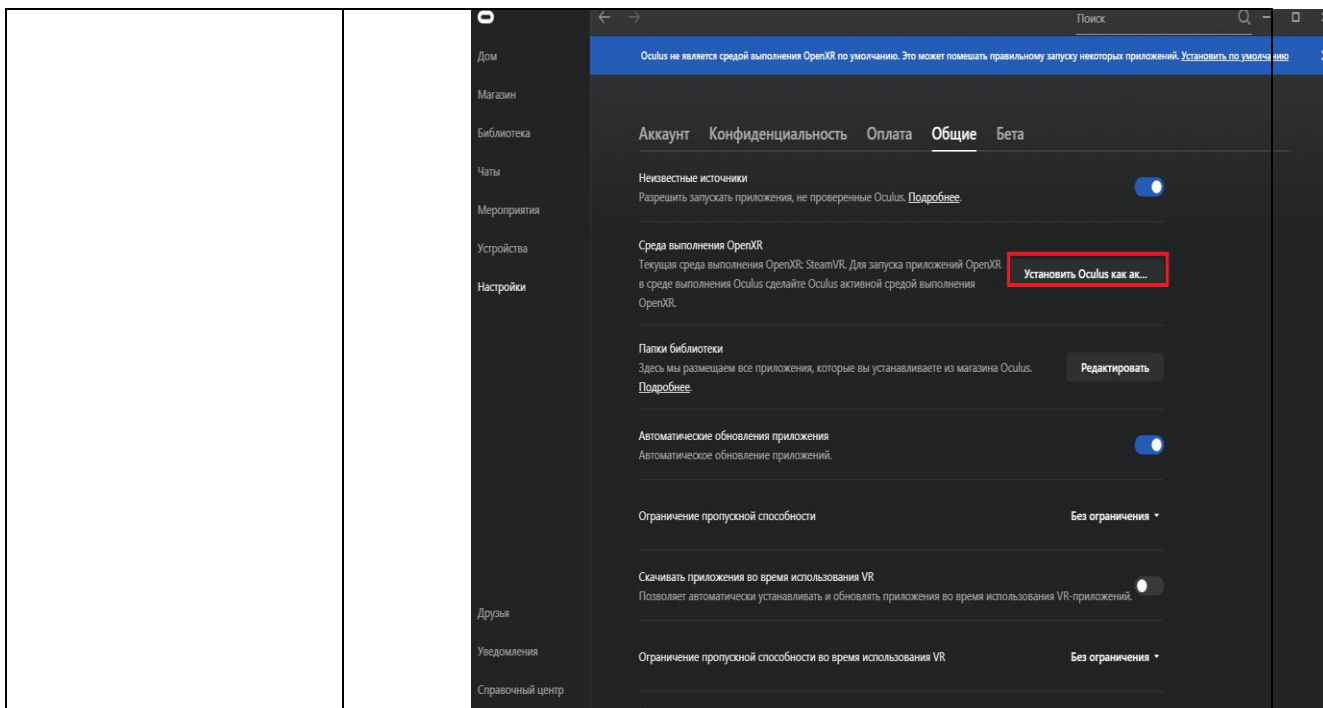 Поиск
Oculus не является средой выполнения OpenXR по умолчанию. Это может помешать правильному запуску некоторых приложений. Установить по умолчанию
Дом
Магазин
Библиотека
Чаты
Мероприятия
Устройства
Настройки
Друзья
Уведомления
Справочный центр
Аккаунт Конфиденциальность Оплата Общие Бета
Неизвестные источники
Разрешить запускать приложения, не проверенные Oculus. Подробнее.
Среда выполнения OpenXR
Текущая среда выполнения OpenXR: SteamVR. Для запуска приложений OpenXR
в среде выполнения Oculus сделайте Oculus активной средой выполнения
OpenXR.
Установить Oculus как ак...
Папки библиотеки
Здесь мы размещаем все приложения, которые вы устанавливаете из магазина Oculus.
Подробнее.
Редактировать
Автоматические обновления приложения
Автоматическое обновление приложений.
Ограничение пропускной способности
Без ограничения
Скачивать приложения во время использования VR
Позволяет автоматически устанавливать и обновлять приложения во время использования VR-приложений.
Ограничение пропускной способности во время использования VR
Без ограничения